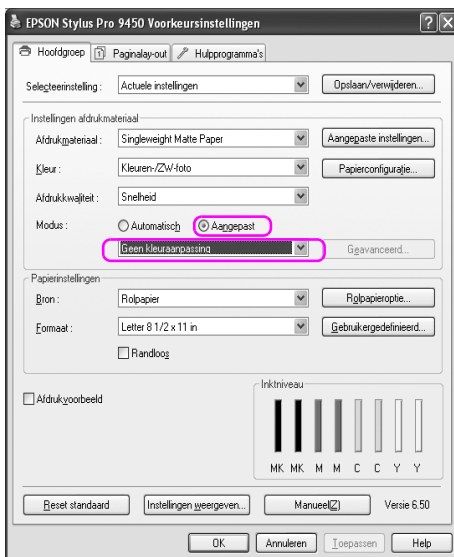 EPSON Stylus Pro 9450 Voorkeursinstellingen
Hoofdgroep Paginalay-out Hulpprogramma's
Selecteerinstelling : Actuele instellingen Opslaan/verwijderen...
Instellingen afdrukmateriaal
Afdrukmateriaal : Singleweight Matte Paper Aangepaste instellingen...
Kleur : Kleuren-/ZW-foto Papierconfiguratie...
Afdrukkwaliteit : Snelheid
Modus : Automatisch Aangepast
Geen kleuraanpassing Geavanceerd...
Papierinstellingen
Bron : Rolpapier Rolpapieroptie...
Formaat : Letter 8 1/2 x 11 in Gebruikergedefinieerd...
Randloos
Afdrukvoorbeeld
Inktniveau
MK MK M M C C Y Y
Reset standaard Instellingen weergeven... Manueel(Z) Versie 6.50
OK Annuleren Toepassen Help